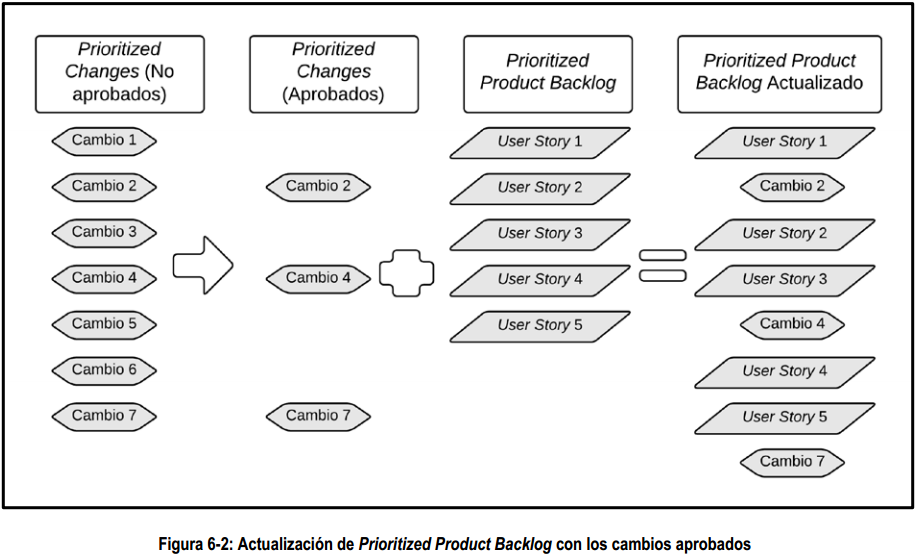 Prioritized
Changes (No
aprobados)
Cambio 1
Cambio 2
Cambio 3
Cambio 4
Cambio 5
Cambio 6
Cambio 7
Prioritized
Changes
(Aprobados)
Cambio 2
Cambio 4
Cambio 7
Prioritized
Product Backlog
User Story 1
User Story 2
User Story 3
User Story 4
User Story 5
Prioritized Product
Backlog Actualizado
User Story 1
Cambio 2
User Story 2
User Story 3
Cambio 4
User Story 4
User Story 5
Cambio 7
Figura 6-2: Actualización de Prioritized Product Backlog con los cambios aprobados